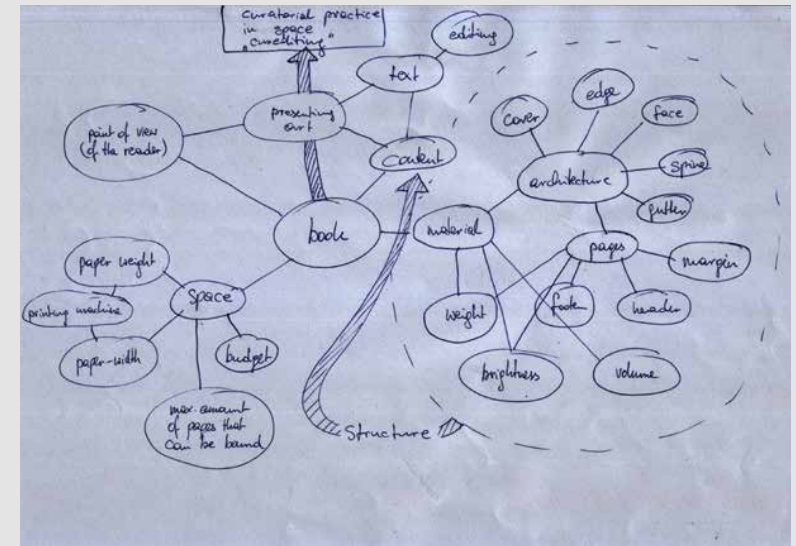 curatorial practice
in space
"curediting"
editing
text
presenting
art
content
point of view
(of the reader)
book
cover
edge
face
spine
gutter
architecture
material
pages
margin
header
foote
weight
brightness
volume
space
paper weight
printing machine
paper-width
budget
max. amount
of pages that
can be bound
Structure